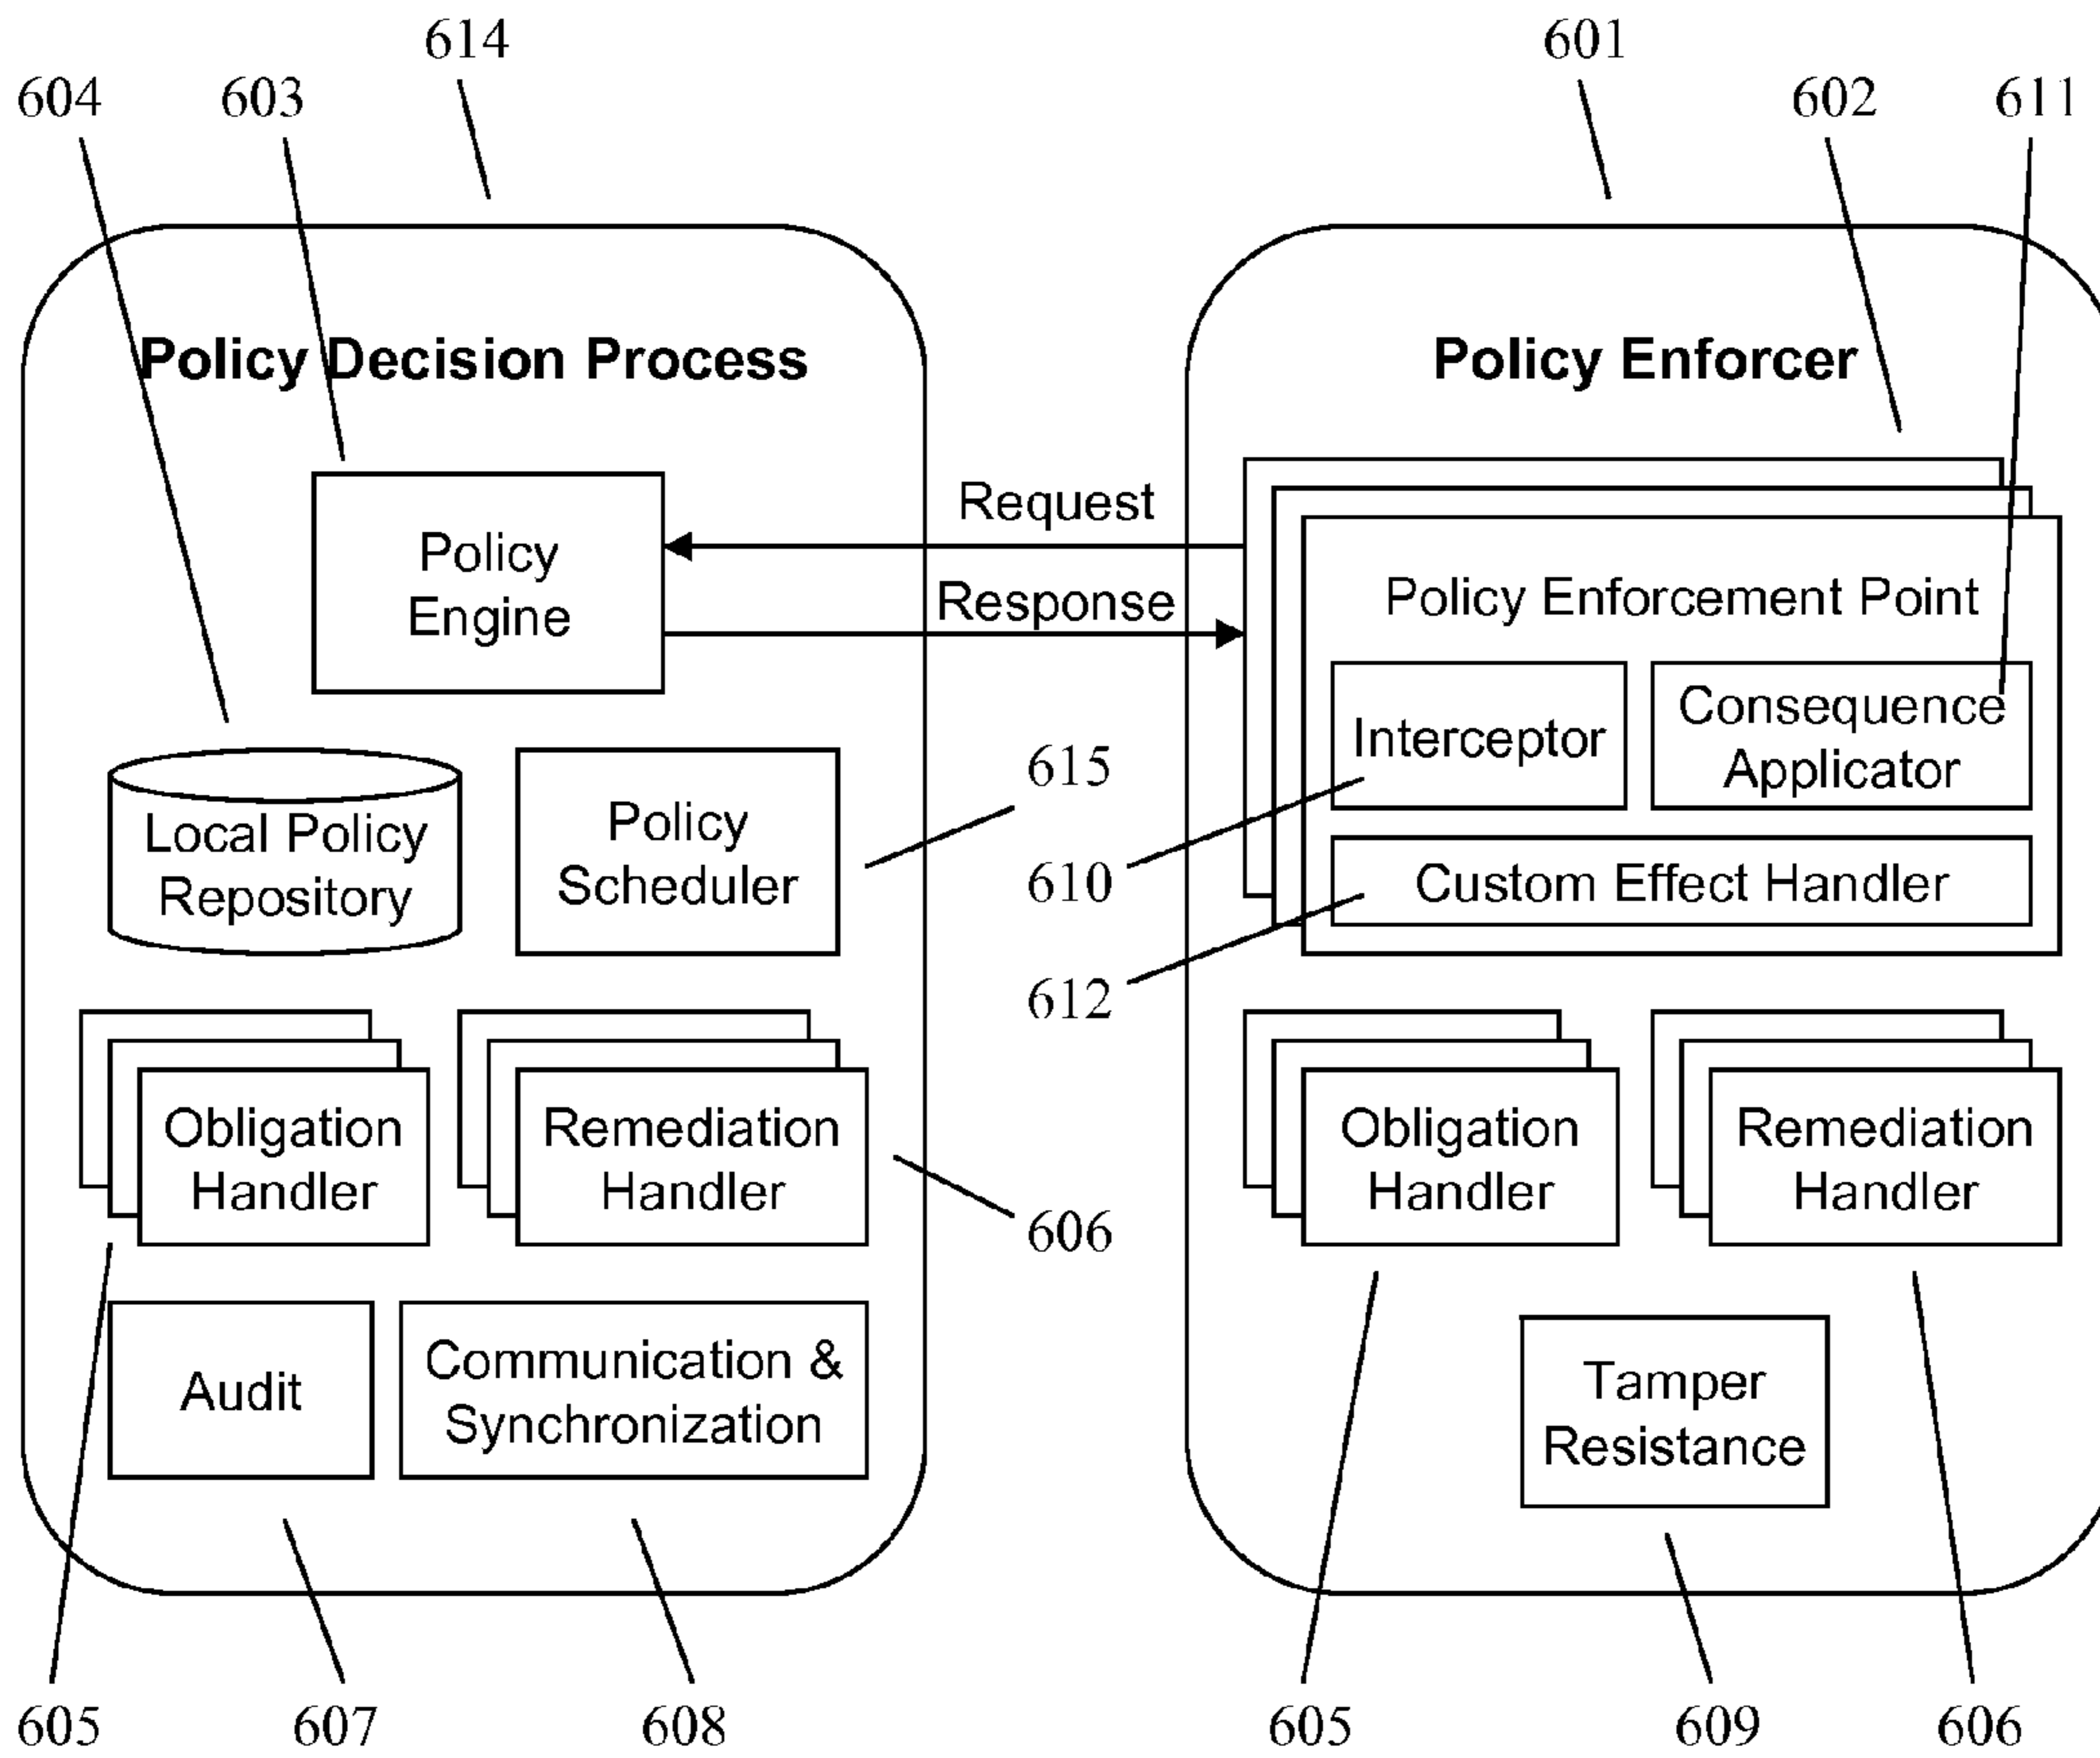 614
601
604
603
602
611
Policy Decision Process
Policy Enforcer
Request
Response
Policy
Engine
Policy Enforcement Point
Interceptor
Consequence
Applicator
Custom Effect Handler
Local Policy
Repository
Policy
Scheduler
615
610
612
Obligation
Handler
Remediation
Handler
606
Obligation
Handler
Remediation
Handler
Audit
Communication &
Synchronization
Tamper
Resistance
605
607
608
605
609
606